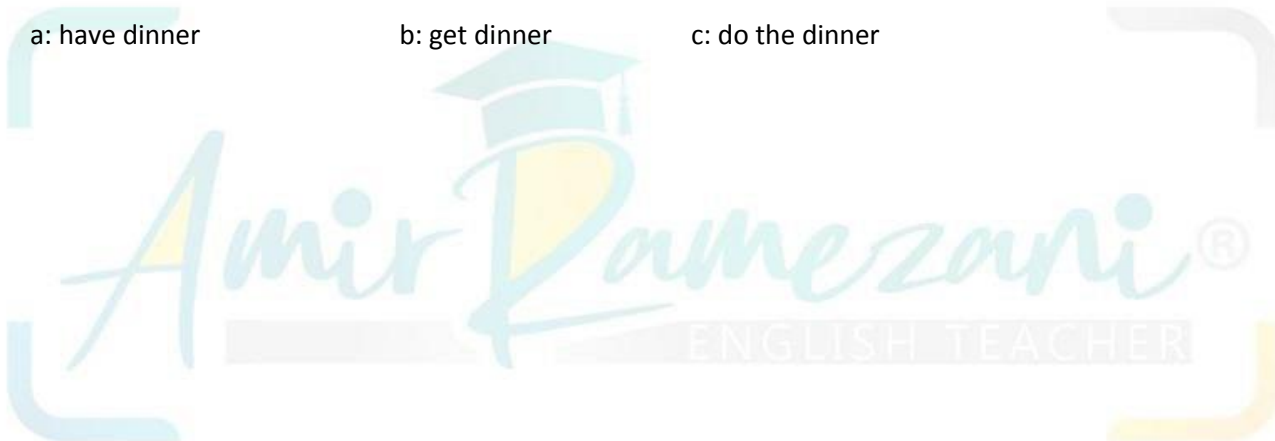 a: have dinner b: get dinner c: do the dinner
Amir Ramezani ®
ENGLISH TEACHER